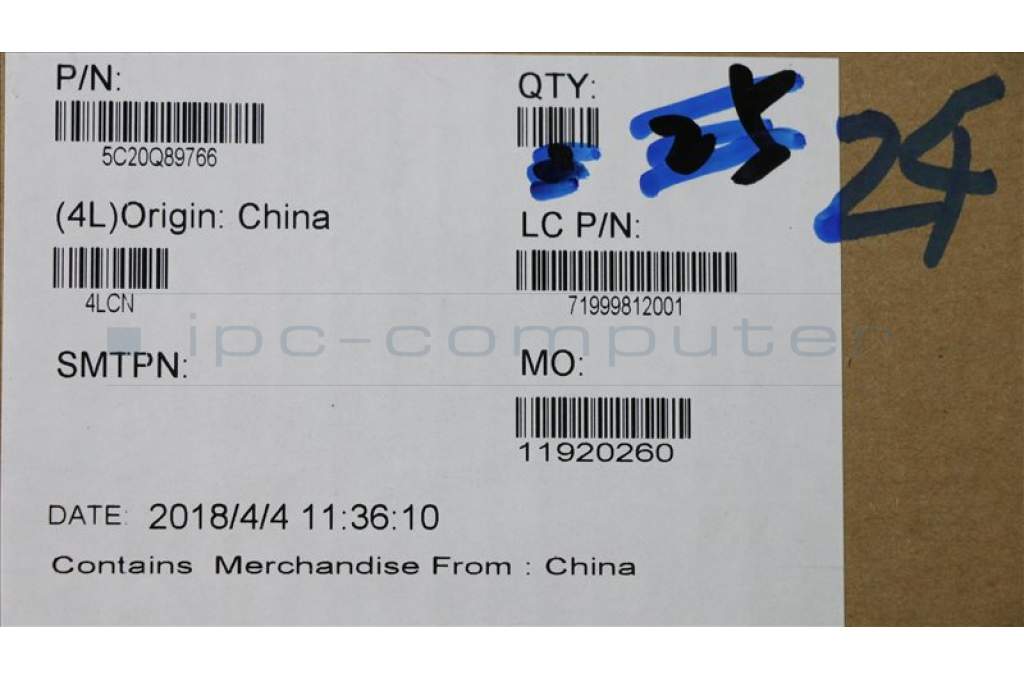 P/N:
5C20Q89766
QTY:
25
24
(4L)Origin: China
4LCN
LC P/N:
71999812001
ipc-computer
SMTPN:
MO:
11920260
DATE: 2018/4/4 11:36:10
Contains Merchandise From : China